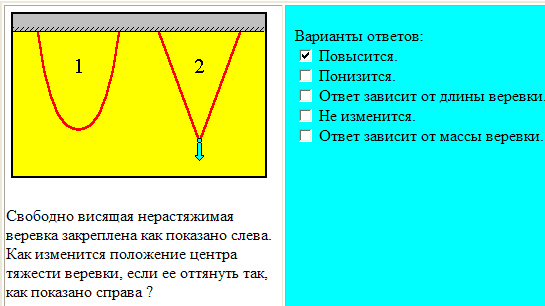 1
2
Свободно висящая нерастяжимая
веревка закреплена как показано слева.
Как изменится положение центра
тяжести веревки, если ее оттянуть так,
как показано справа ?
Варианты ответов:
Повысится.
Понизится.
Ответ зависит от длины веревки.
Не изменится.
Ответ зависит от массы веревки.